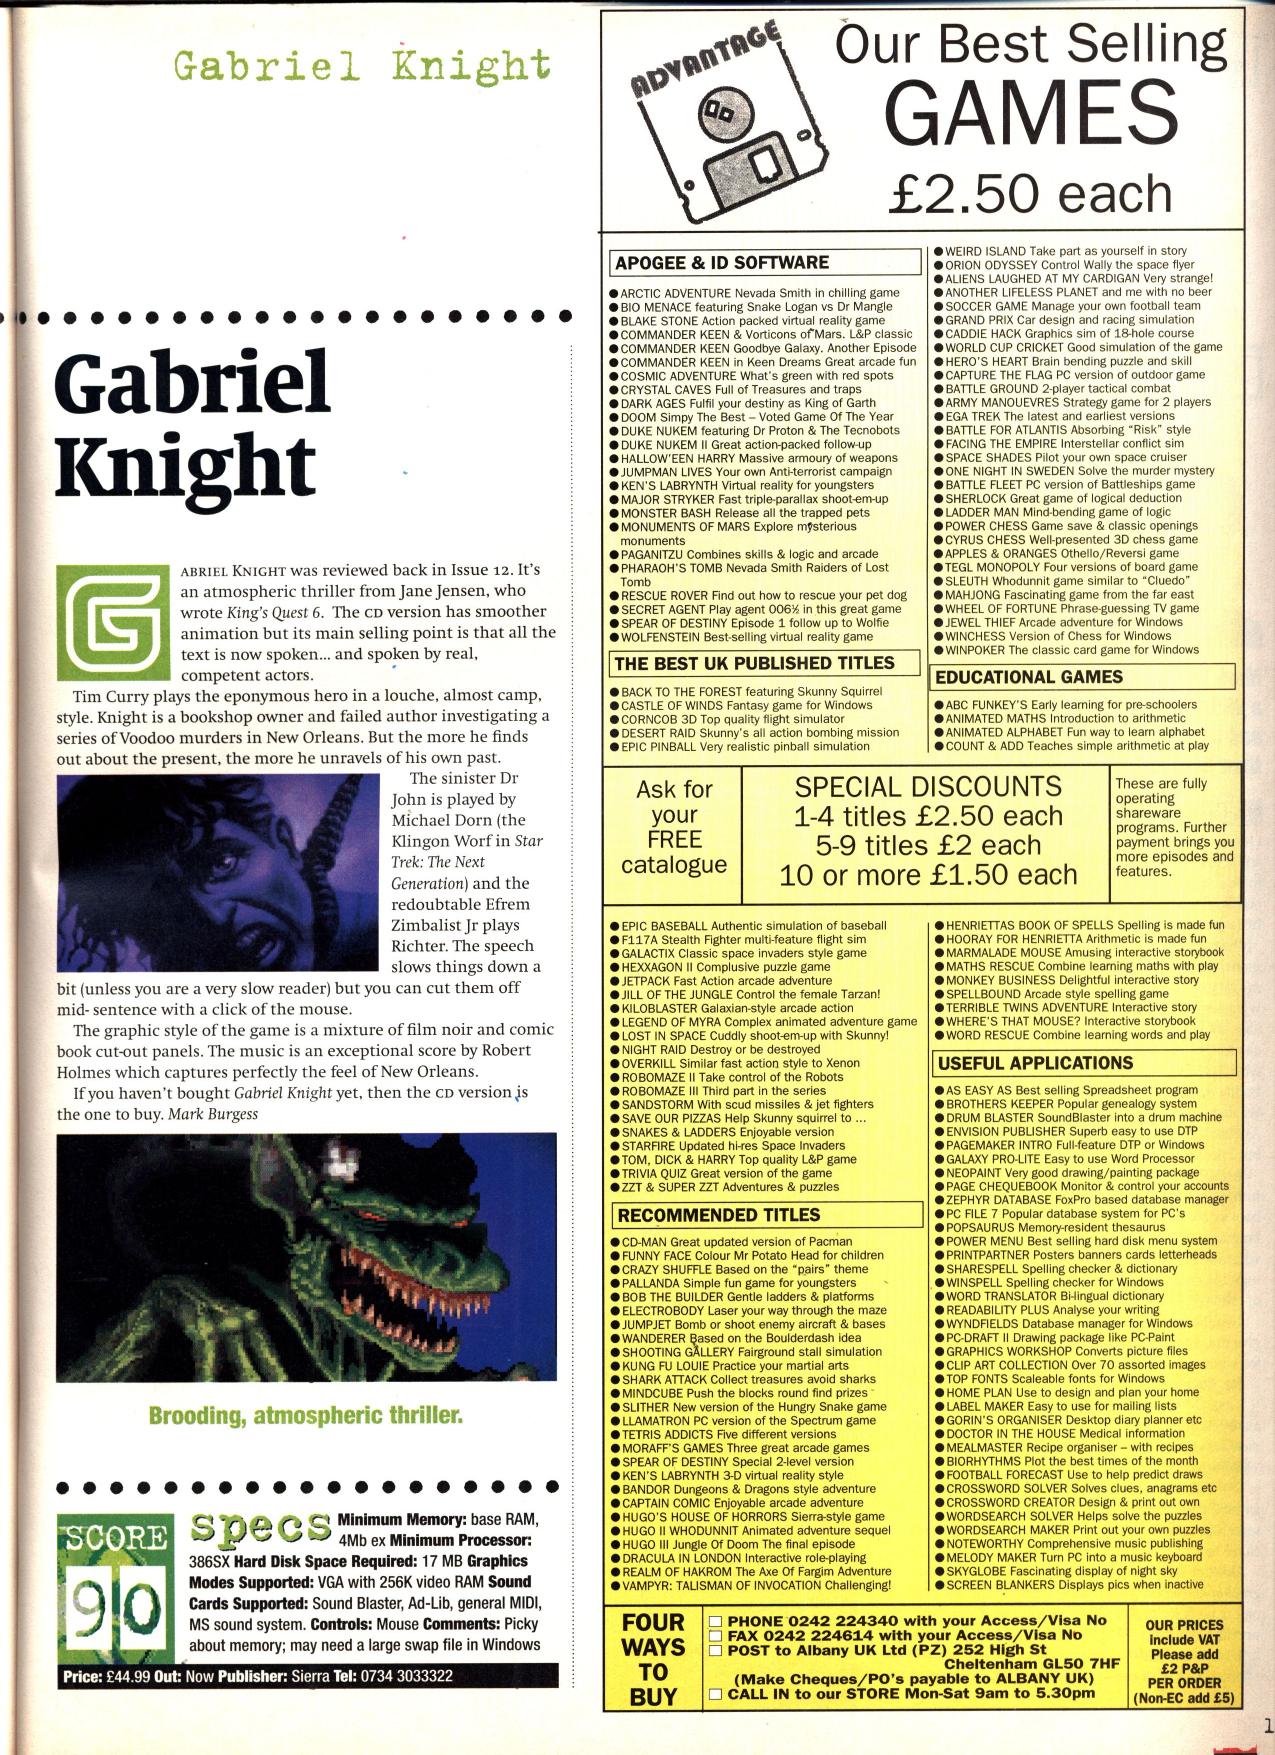 Gabriel Knight
Gabriel
Knight
GABRIEL KNIGHT was reviewed back in Issue 12. It's
an atmospheric thriller from Jane Jensen, who
wrote King's Quest 6. The CD version has smoother
animation but its main selling point is that all the
text is now spoken... and spoken by real,
competent actors.
Tim Curry plays the eponymous hero in a louche, almost camp,
style. Knight is a bookshop owner and failed author investigating a
series of Voodoo murders in New Orleans. But the more he finds
out about the present, the more he unravels of his own past.
The sinister Dr
John is played by
Michael Dorn (the
Klingon Worf in Star
Trek: The Next
Generation) and the
redoubtable Efrem
Zimbalist Jr plays
Richter. The speech
slows things down a
bit (unless you are a very slow reader) but you can cut them off
mid- sentence with a click of the mouse.
The graphic style of the game is a mixture of film noir and comic
book cut-out panels. The music is an exceptional score by Robert
Holmes which captures perfectly the feel of New Orleans.
If you haven't bought Gabriel Knight yet, then the CD version is
the one to buy. Mark Burgess
Brooding, atmospheric thriller.
SCORE
90
specs Minimum Memory: base RAM,
4Mb ex Minimum Processor:
386SX Hard Disk Space Required: 17 MB Graphics
Modes Supported: VGA with 256K video RAM Sound
Cards Supported: Sound Blaster, Ad-Lib, general MIDI,
MS sound system. Controls: Mouse Comments: Picky
about memory; may need a large swap file in Windows
Price: £44.99 Out: Now Publisher: Sierra Tel: 0734 3033322
ADVANTAGE
Our Best Selling
GAMES
£2.50 each
APOGEE & ID SOFTWARE
● ARCTIC ADVENTURE Nevada Smith in chilling game
● BIO MENACE featuring Snake Logan vs Dr Mangle
● BLAKE STONE Action packed virtual reality game
● COMMANDER KEEN & Vorticons of Mars. L&P classic
● COMMANDER KEEN Goodbye Galaxy. Another Episode
● COMMANDER KEEN in Keen Dreams Great arcade fun
● COSMIC ADVENTURE What's green with red spots
● CRYSTAL CAVES Full of Treasures and traps
● DARK AGES Fulfil your destiny as King of Garth
● DOOM Simpy The Best – Voted Game Of The Year
● DUKE NUKEM featuring Dr Proton & The Tecnobots
● DUKE NUKEM II Great action-packed follow-up
● HALLOW'EEN HARRY Massive armoury of weapons
● JUMPMAN LIVES Your own Anti-terrorist campaign
● KEN'S LABRYNTH Virtual reality for youngsters
● MAJOR STRYKER Fast triple-parallax shoot-em-up
● MONSTER BASH Release all the trapped pets
● MONUMENTS OF MARS Explore mysterious
monuments
● PAGANITZU Combines skills & logic and arcade
● PHARAOH'S TOMB Nevada Smith Raiders of Lost
Tomb
● RESCUE ROVER Find out how to rescue your pet dog
● SECRET AGENT Play agent 006½ in this great game
● SPEAR OF DESTINY Episode 1 follow up to Wolfie
● WOLFENSTEIN Best-selling virtual reality game
THE BEST UK PUBLISHED TITLES
● BACK TO THE FOREST featuring Skunny Squirrel
● CASTLE OF WINDS Fantasy game for Windows
● CORNCOB 3D Top quality flight simulator
● DESERT RAID Skunny's all action bombing mission
● EPIC PINBALL Very realistic pinball simulation
● WEIRD ISLAND Take part as yourself in story
● ORION ODYSSEY Control Wally the space flyer
● ALIENS LAUGHED AT MY CARDIGAN Very strange!
● ANOTHER LIFELESS PLANET and me with no beer
● SOCCER GAME Manage your own football team
● GRAND PRIX Car design and racing simulation
● CADDIE HACK Graphics sim of 18-hole course
● WORLD CUP CRICKET Good simulation of the game
● HERO'S HEART Brain bending puzzle and skill
● CAPTURE THE FLAG PC version of outdoor game
● BATTLE GROUND 2-player tactical combat
● ARMY MANOUEVRES Strategy game for 2 players
● EGA TREK The latest and earliest versions
● BATTLE FOR ATLANTIS Absorbing "Risk" style
● FACING THE EMPIRE Interstellar conflict sim
● SPACE SHADES Pilot your own space cruiser
● ONE NIGHT IN SWEDEN Solve the murder mystery
● BATTLE FLEET PC version of Battleships game
● SHERLOCK Great game of logical deduction
● LADDER MAN Mind-bending game of logic
● POWER CHESS Game save & classic openings
● CYRUS CHESS Well-presented 3D chess game
● APPLES & ORANGES Othello/Reversi game
● TEGL MONOPOLY Four versions of board game
● SLEUTH Whodunnit game similar to "Cluedo"
● MAHJONG Fascinating game from the far east
● WHEEL OF FORTUNE Phrase-guessing TV game
● JEWEL THIEF Arcade adventure for Windows
● WINCHESS Version of Chess for Windows
● WINPOKER The classic card game for Windows
EDUCATIONAL GAMES
● ABC FUNKEY'S Early learning for pre-schoolers
● ANIMATED MATHS Introduction to arithmetic
● ANIMATED ALPHABET Fun way to learn alphabet
● COUNT & ADD Teaches simple arithmetic at play
Ask for
your
FREE
catalogue
SPECIAL DISCOUNTS
1-4 titles £2.50 each
5-9 titles £2 each
10 or more £1.50 each
These are fully
operating
shareware
programs. Further
payment brings you
more episodes and
features.
● EPIC BASEBALL Authentic simulation of baseball
● F117A Stealth Fighter multi-feature flight sim
● GALACTIX Classic space invaders style game
● HEXXAGON II Complusive puzzle game
● JETPACK Fast Action arcade adventure
● JILL OF THE JUNGLE Control the female Tarzan!
● KILOBLASTER Galaxian-style arcade action
● LEGEND OF MYRA Complex animated adventure game
● LOST IN SPACE Cuddly shoot-em-up with Skunny!
● NIGHT RAID Destroy or be destroyed
● OVERKILL Similar fast action style to Xenon
● ROBOMAZE II Take control of the Robots
● ROBOMAZE III Third part in the series
● SANDSTORM With scud missiles & jet fighters
● SAVE OUR PIZZAS Help Skunny squirrel to ...
● SNAKES & LADDERS Enjoyable version
● STARFIRE Updated hi-res Space Invaders
● TOM, DICK & HARRY Top quality L&P game
● TRIVIA QUIZ Great version of the game
● ZZT & SUPER ZZT Adventures & puzzles
RECOMMENDED TITLES
● CD-MAN Great updated version of Pacman
● FUNNY FACE Colour Mr Potato Head for children
● CRAZY SHUFFLE Based on the "pairs" theme
● PALLANDA Simple fun game for youngsters
● BOB THE BUILDER Gentle ladders & platforms
● ELECTROBODY Laser your way through the maze
● JUMPJET Bomb or shoot enemy aircraft & bases
● WANDERER Based on the Boulderdash idea
● SHOOTING GALLERY Fairground stall simulation
● KUNG FU LOUIE Practice your martial arts
● SHARK ATTACK Collect treasures avoid sharks
● MINDCUBE Push the blocks round find prizes
● SLITHER New version of the Hungry Snake game
● LLAMATRON PC version of the Spectrum game
● TETRIS ADDICTS Five different versions
● MORAFF'S GAMES Three great arcade games
● SPEAR OF DESTINY Special 2-level version
● KEN'S LABRYNTH 3-D virtual reality style
● BANDOR Dungeons & Dragons style adventure
● CAPTAIN COMIC Enjoyable arcade adventure
● HUGO'S HOUSE OF HORRORS Sierra-style game
● HUGO II WHODUNNIT Animated adventure sequel
● HUGO III Jungle Of Doom The final episode
● DRACULA IN LONDON Interactive role-playing
● REALM OF HAKROM The Axe Of Fargim Adventure
● VAMPYR: TALISMAN OF INVOCATION Challenging!
● HENRIETTAS BOOK OF SPELLS Spelling is made fun
● HOORAY FOR HENRIETTA Arithmetic is made fun
● MARMALADE MOUSE Amusing interactive storybook
● MATHS RESCUE Combine learning maths with play
● MONKEY BUSINESS Delightful interactive story
● SPELLBOUND Arcade style spelling game
● TERRIBLE TWINS ADVENTURE Interactive story
● WHERE'S THAT MOUSE? Interactive storybook
● WORD RESCUE Combine learning words and play
USEFUL APPLICATIONS
● AS EASY AS Best selling Spreadsheet program
● BROTHERS KEEPER Popular genealogy system
● DRUM BLASTER SoundBlaster into a drum machine
● ENVISION PUBLISHER Superb easy to use DTP
● PAGEMAKER INTRO Full-feature DTP or Windows
● GALAXY PRO-LITE Easy to use Word Processor
● NEOPAINT Very good drawing/painting package
● PAGE CHEQUEBOOK Monitor & control your accounts
● ZEPHYR DATABASE FoxPro based database manager
● PC FILE 7 Popular database system for PC's
● POPSAURUS Memory-resident thesaurus
● POWER MENU Best selling hard disk menu system
● PRINTPARTNER Posters banners cards letterheads
● SHARESPELL Spelling checker & dictionary
● WINSPELL Spelling checker for Windows
● WORD TRANSLATOR Bi-lingual dictionary
● READABILITY PLUS Analyse your writing
● WYNDFIELDS Database manager for Windows
● PC-DRAFT II Drawing package like PC-Paint
● GRAPHICS WORKSHOP Converts picture files
● CLIP ART COLLECTION Over 70 assorted images
● TOP FONTS Scaleable fonts for Windows
● HOME PLAN Use to design and plan your home
● LABEL MAKER Easy to use for mailing lists
● GORIN'S ORGANISER Desktop diary planner etc
● DOCTOR IN THE HOUSE Medical information
● MEALMASTER Recipe organiser – with recipes
● BIORHYTHMS Plot the best times of the month
● FOOTBALL FORECAST Use to help predict draws
● CROSSWORD SOLVER Solves clues, anagrams etc
● CROSSWORD CREATOR Design & print out own
● WORDSEARCH SOLVER Helps solve the puzzles
● WORDSEARCH MAKER Print out your own puzzles
● NOTEWORTHY Comprehensive music publishing
● MELODY MAKER Turn PC into a music keyboard
● SKYGLOBE Fascinating display of night sky
● SCREEN BLANKERS Displays pics when inactive
FOUR
WAYS
TO
BUY
PHONE 0242 224340 with your Access/Visa No
FAX 0242 224614 with your Access/Visa No
POST to Albany UK Ltd (PZ) 252 High St
Cheltenham GL50 7HF
(Make Cheques/PO's payable to ALBANY UK)
CALL IN to our STORE Mon-Sat 9am to 5.30pm
OUR PRICES
include VAT
Please add
£2 P&P
PER ORDER
(Non-EC add £5)
1